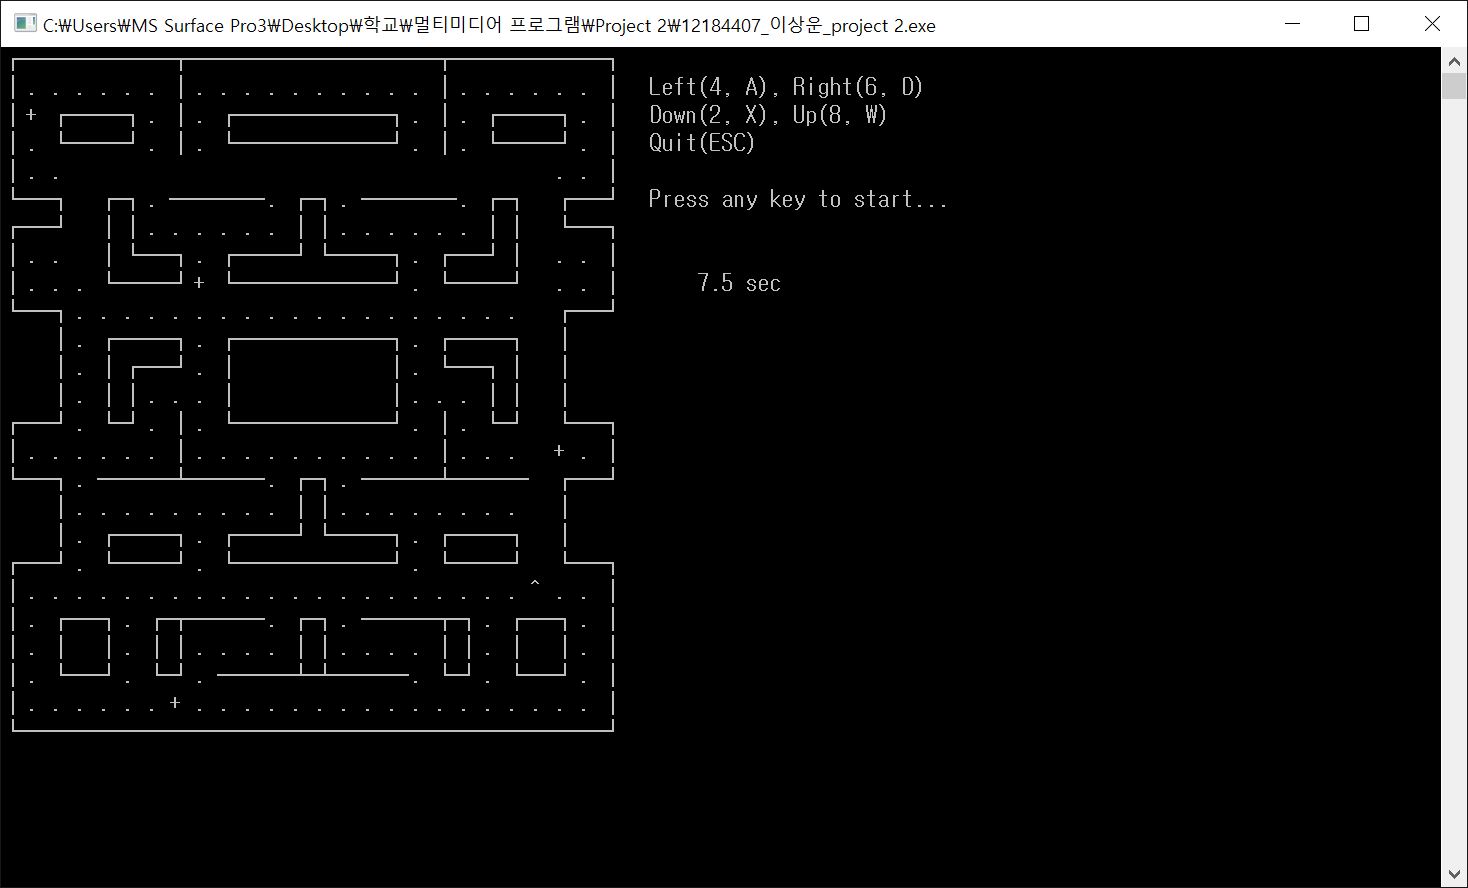 C:₩Users₩MS Surface Pro3₩Desktop₩학교₩멀티미디어 프로그램₩Project 2₩12184407_이상운_project 2.exe
Left(4, A), Right(6, D)
Down(2, X), Up(8, W)
Quit(ESC)
Press any key to start...
7.5 sec